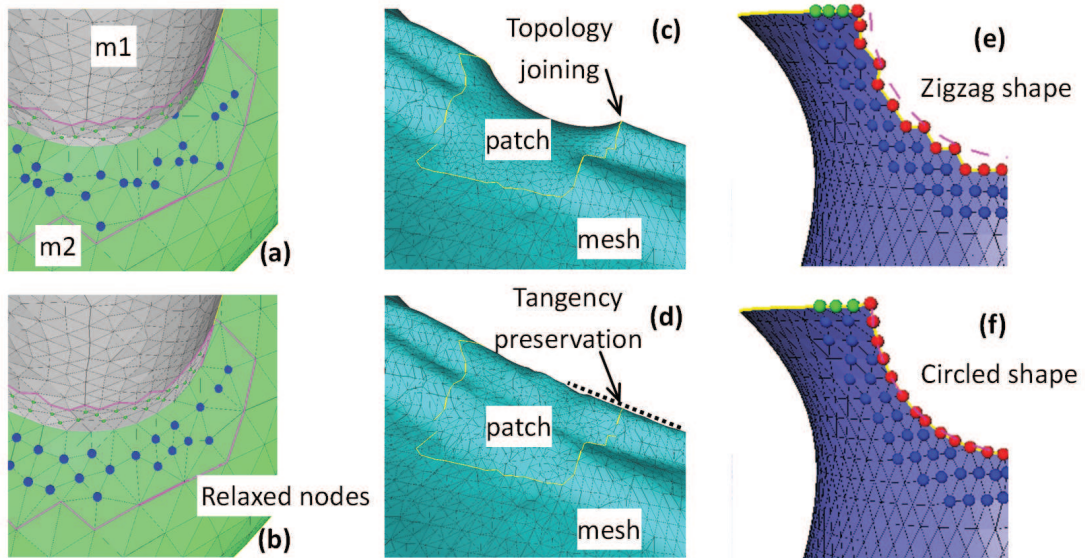 m1
m2
(a)
Relaxed nodes
(b)
Topology
joining
(c)
patch
mesh
Tangency
preservation
(d)
patch
mesh
(e)
Zigzag shape
(f)
Circled shape